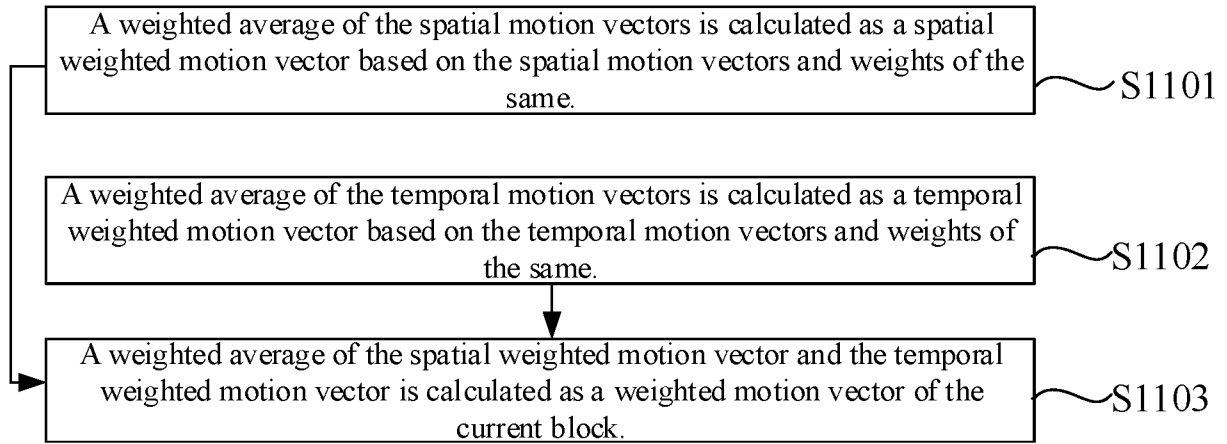 A weighted average of the spatial motion vectors is calculated as a spatial
weighted motion vector based on the spatial motion vectors and weights of the
same.
S1101
A weighted average of the temporal motion vectors is calculated as a temporal
weighted motion vector based on the temporal motion vectors and weights of
the same.
S1102
A weighted average of the spatial weighted motion vector and the temporal
weighted motion vector is calculated as a weighted motion vector of the
current block.
S1103